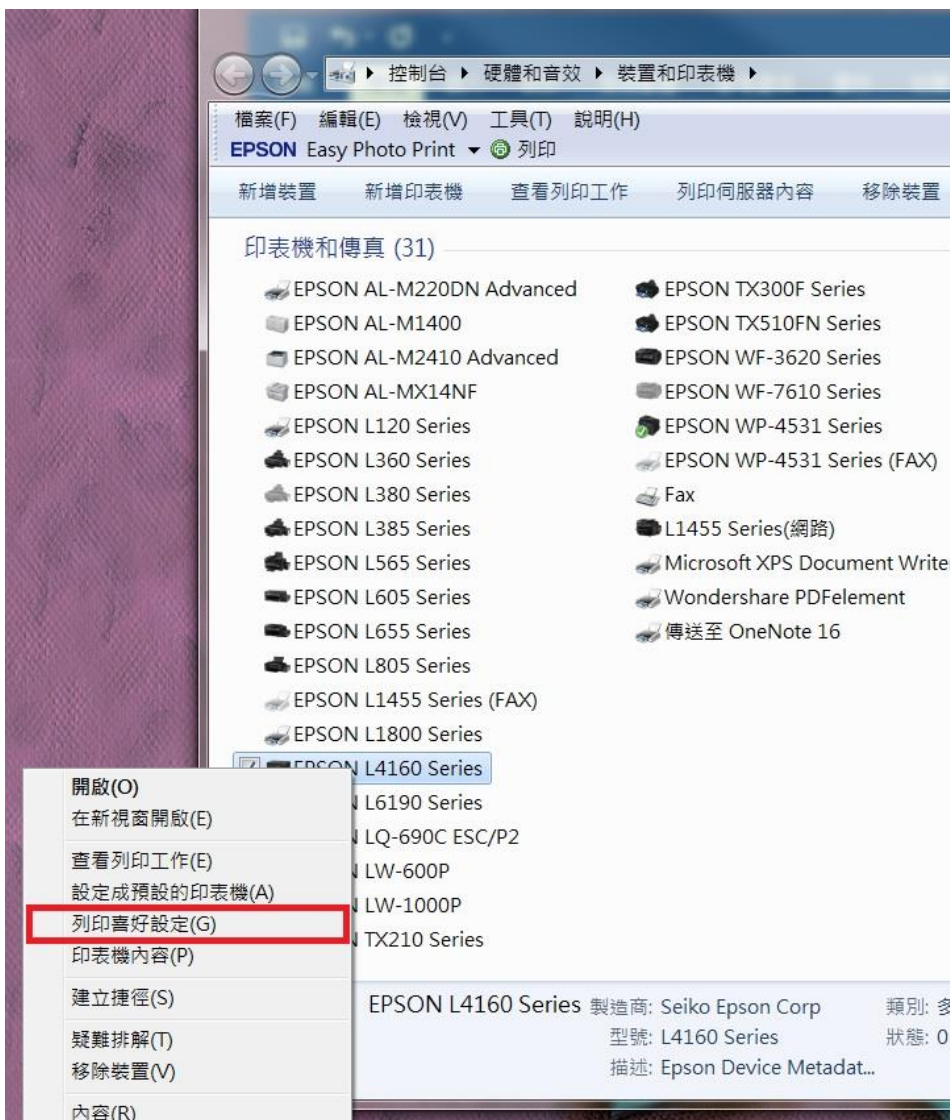 控制台 ▸ 硬體和音效 ▸ 裝置和印表機 ▸
檔案(F) 編輯(E) 檢視(V) 工具(T) 說明(H)
EPSON Easy Photo Print 列印
新增裝置 新增印表機 查看列印工作 列印伺服器內容 移除裝置
印表機和傳真 (31)
EPSON AL-M220DN Advanced
EPSON AL-M1400
EPSON AL-M2410 Advanced
EPSON AL-MX14NF
EPSON L120 Series
EPSON L360 Series
EPSON L380 Series
EPSON L385 Series
EPSON L565 Series
EPSON L605 Series
EPSON L655 Series
EPSON L805 Series
EPSON L1455 Series (FAX)
EPSON L1800 Series
EPSON L4160 Series
L6190 Series
LQ-690C ESC/P2
LW-600P
LW-1000P
TX210 Series
EPSON TX300F Series
EPSON TX510FN Series
EPSON WF-3620 Series
EPSON WF-7610 Series
EPSON WP-4531 Series
EPSON WP-4531 Series (FAX)
Fax
L1455 Series(網路)
Microsoft XPS Document Write
Wondershare PDFelement
傳送至 OneNote 16
開啟(O)
在新視窗開啟(E)
查看列印工作(E)
設定成預設的印表機(A)
列印喜好設定(G)
印表機內容(P)
建立捷徑(S)
疑難排解(T)
移除裝置(V)
內容(R)
EPSON L4160 Series 製造商: Seiko Epson Corp 類別: 多
型號: L4160 Series 狀態: 0
描述: Epson Device Metadat...